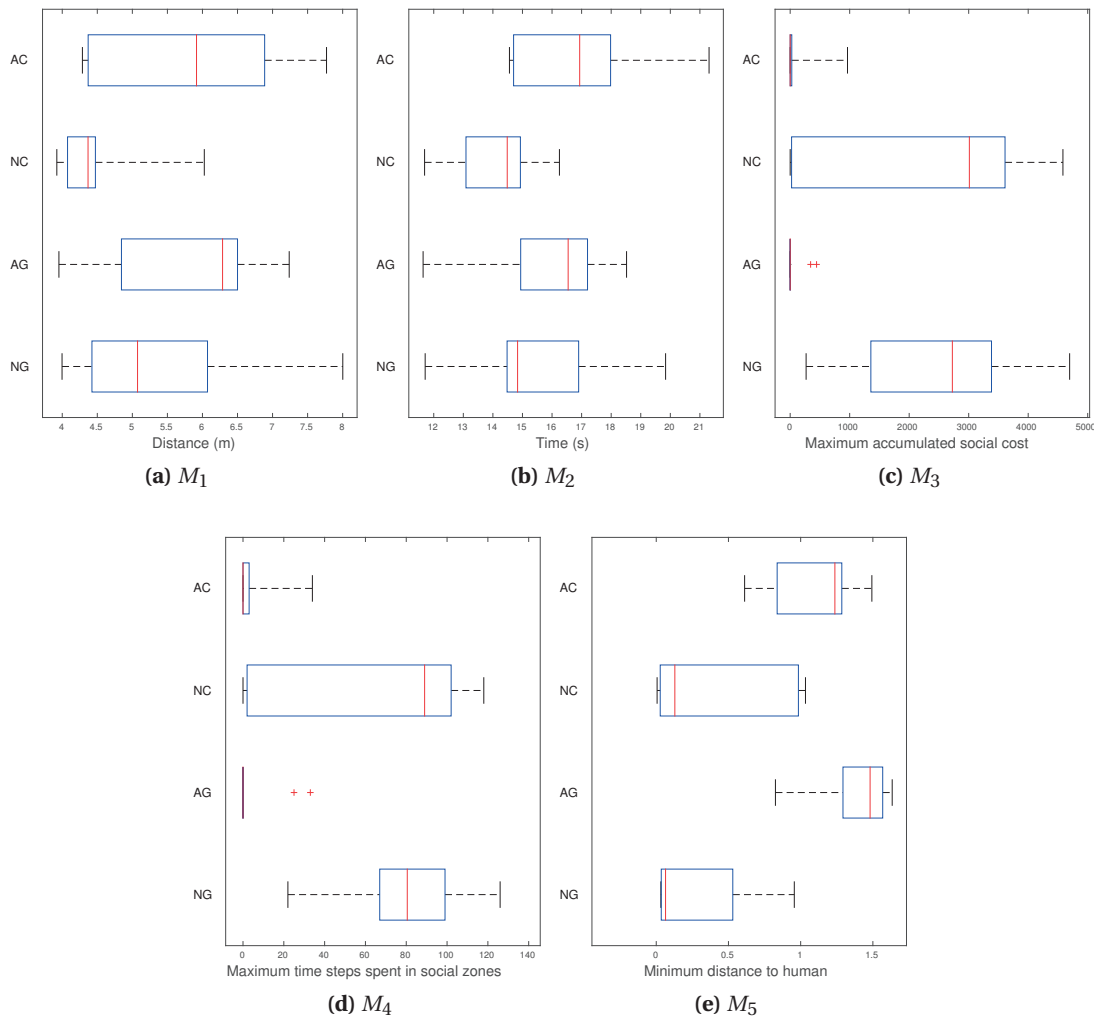 AC
NC
AG
NG
4 4.5 5 5.5 6 6.5 7 7.5 8
Distance (m)
(a) M1
AC
NC
AG
NG
12 13 14 15 16 17 18 19 20 21
Time (s)
(b) M2
AC
NC
AG
NG
0 1000 2000 3000 4000 5000
Maximum accumulated social cost
(c) M3
AC
NC
AG
NG
0 20 40 60 80 100 120 140
Maximum time steps spent in social zones
(d) M4
AC
NC
AG
NG
0 0.5 1 1.5
Minimum distance to human
(e) M5